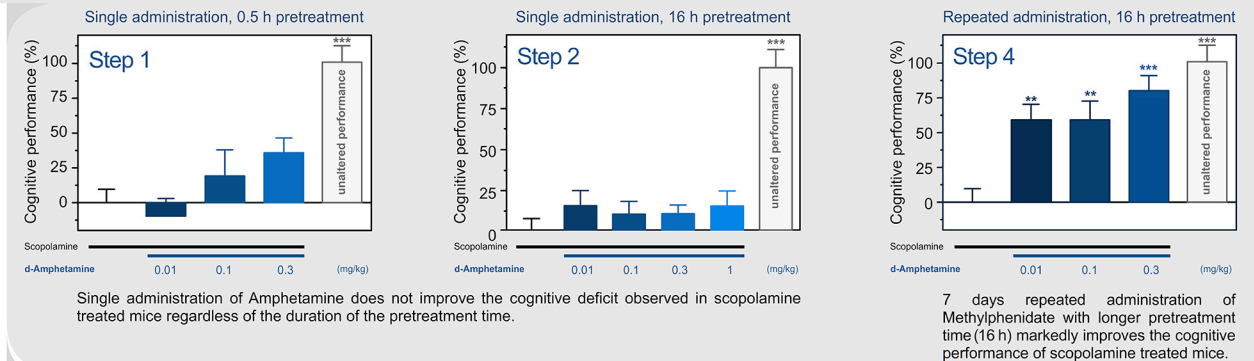 Single administration, 0.5 h pretreatment
Cognitive performance (%)
Step 1
100
75
50
25
0
***
unaltered performance
Scopolamine
d-Amphetamine
0.01
0.1
0.3
(mg/kg)
Single administration, 16 h pretreatment
Cognitive performance (%)
Step 2
100
75
50
25
0
***
unaltered performance
Scopolamine
d-Amphetamine
0.01
0.1
0.3
1
(mg/kg)
Single administration of Amphetamine does not improve the cognitive deficit observed in scopolamine
treated mice regardless of the duration of the pretreatment time.
Repeated administration, 16 h pretreatment
Cognitive performance (%)
Step 4
100
75
50
25
0
**
**
***
***
unaltered performance
Scopolamine
d-Amphetamine
0.01
0.1
0.3
(mg/kg)
7 days repeated administration of
Methylphenidate with longer pretreatment
time (16 h) markedly improves the cognitive
performance of scopolamine treated mice.